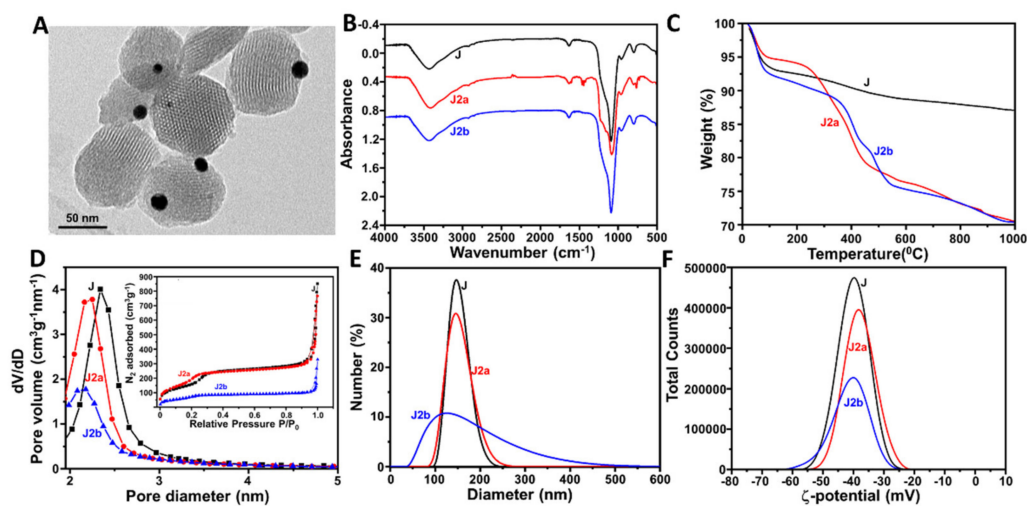 A
50 nm
B
-0.4
0.0
0.4
0.8
1.2
1.6
2.0
2.4
Absorbance
J
J2a
J2b
4000 3500 3000 2500 2000 1500 1000 500
Wavenumber (cm-1)
C
100
95
90
85
80
75
70
Weight (%)
J
J2a
J2b
0 200 400 600 800 1000
Temperature(⁰C)
D
dV/dD
Pore volume (cm³g-1nm-1)
5
4
3
2
1
0
J
J2a
J2b
2 3 4 5
Pore diameter (nm)
N2 adsorbed (cm³g-1)
900
800
700
600
500
400
300
200
100
0
J
J2a
J2b
0.0 0.2 0.4 0.6 0.8 1.0
Relative Pressure P/P0
E
40
30
20
10
0
Number (%)
J
J2a
J2b
0 100 200 300 400 500 600
Diameter (nm)
F
500000
400000
300000
200000
100000
0
Total Counts
J
J2a
J2b
-80 -70 -60 -50 -40 -30 -20 -10 0 10
ζ-potential (mV)